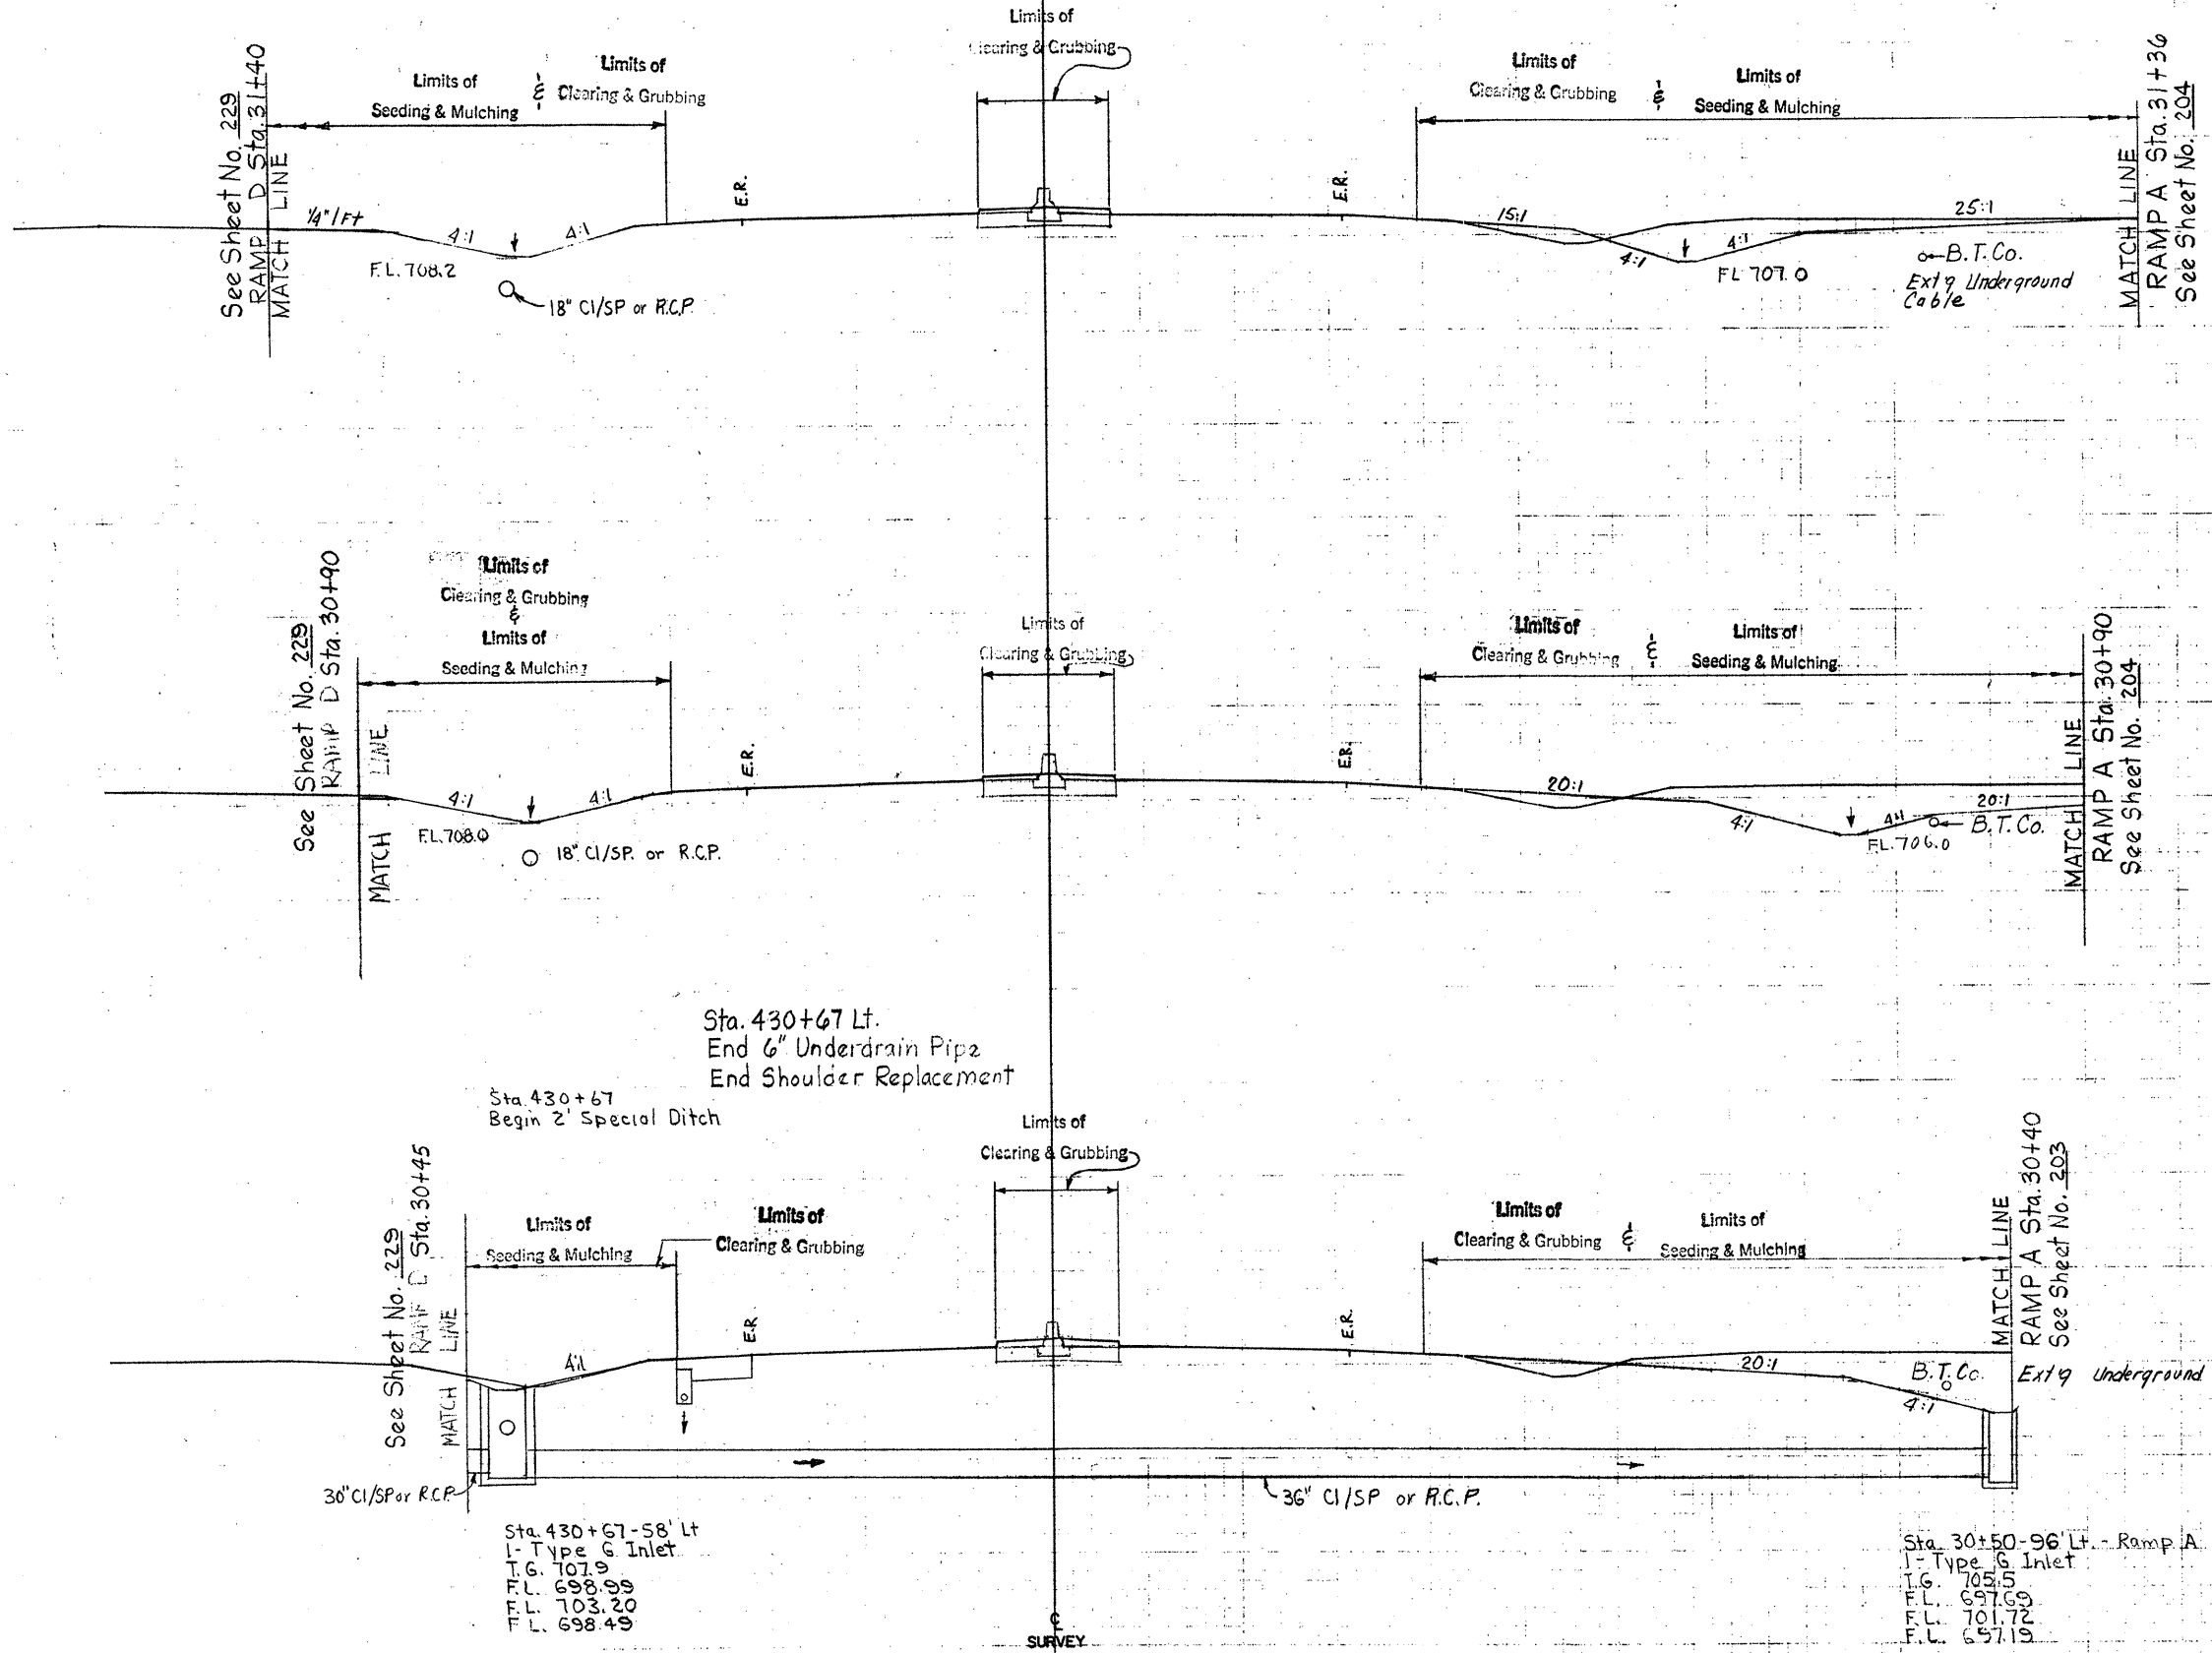 Limits of
Clearing & Grubbing
See Sheet No. 229
RAMP D Sta. 31+40
MATCH LINE
Limits of
Seeding & Mulching
&
Limits of
Clearing & Grubbing
Limits of
Clearing & Grubbing
&
Limits of
Seeding & Mulching
MATCH LINE
RAMP A Sta. 31+36
See Sheet No. 204
1/4"/Ft
4:1
4:1
E.R.
E.R.
15:1
4:1
4:1
25:1
F.L. 708.2
18" CI/SP or R.C.P.
FL 707.0
B.T.Co.
Ext'g Underground
Cable
See Sheet No. 229
RAMP D Sta. 30+90
MATCH LINE
Limits of
Clearing & Grubbing
&
Limits of
Seeding & Mulching
Limits of
Clearing & Grubbing
Limits of
Clearing & Grubbing
&
Limits of
Seeding & Mulching
MATCH LINE
RAMP A Sta. 30+90
See Sheet No. 204
4:1
4:1
E.R.
E.R.
20:1
4:1
4:1
20:1
F.L. 708.0
18" CI/SP. or R.C.P.
F.L. 706.0
B.T.Co.
Sta. 430+67 Lt.
End 6" Underdrain Pipe
End Shoulder Replacement
Sta. 430+67
Begin 2' Special Ditch
See Sheet No. 229
RAMP D Sta. 30+45
MATCH LINE
Limits of
Seeding & Mulching
Limits of
Clearing & Grubbing
Limits of
Clearing & Grubbing
Limits of
Clearing & Grubbing
&
Limits of
Seeding & Mulching
MATCH LINE
RAMP A Sta. 30+40
See Sheet No. 203
4:1
E.R.
E.R.
20:1
4:1
B.T. Co.
Ext'g Underground
30" CI/SP or R.C.P.
36" CI/SP or R.C.P.
Sta. 430+67-58' Lt
1- Type G Inlet
T.G. 707.9
F.L. 698.99
F.L. 703.20
F.L. 698.49
Sta. 30+50-96' Lt. - Ramp A
1- Type G Inlet
T.G. 705.5
F.L. 697.69
F.L. 701.72
F.L. 697.19
℄
SURVEY